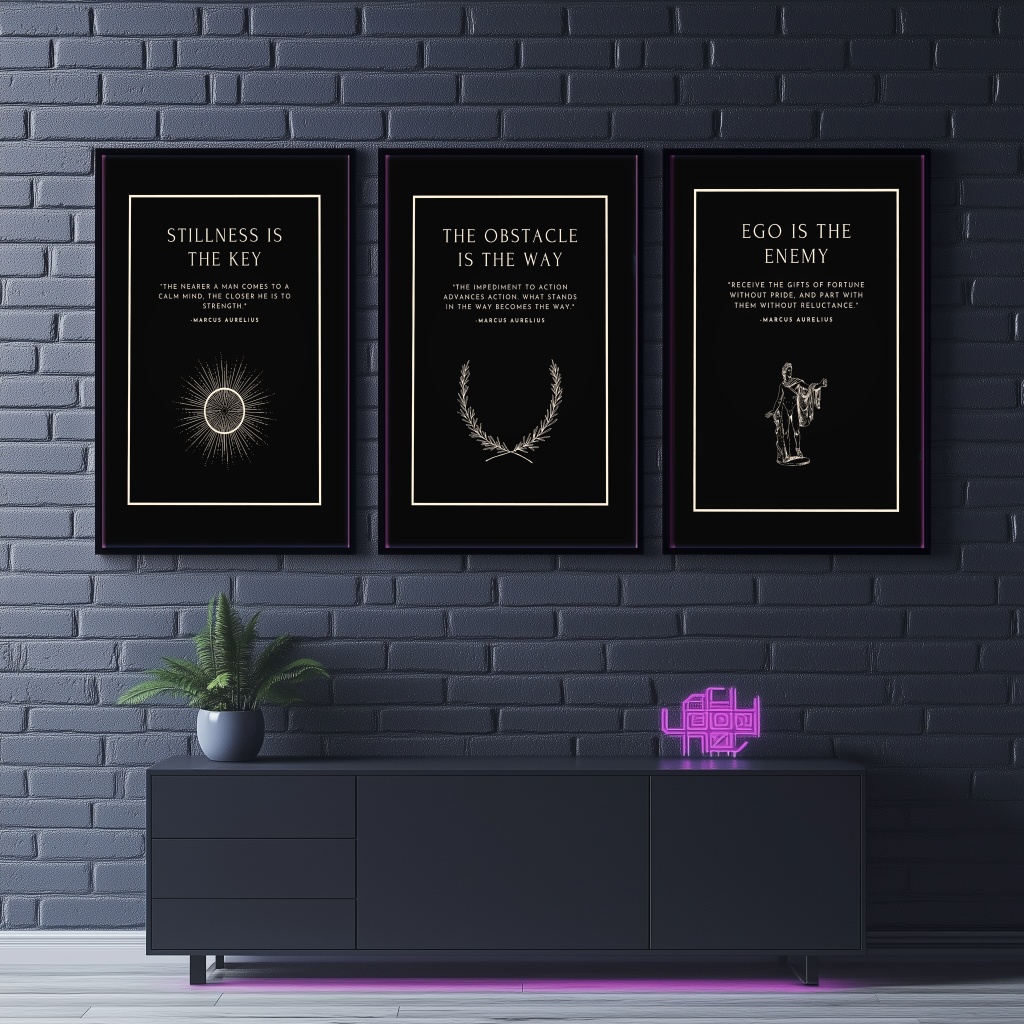 STILLNESS IS
THE KEY
"THE NEARER A MAN COMES TO A
CALM MIND, THE CLOSER HE IS TO
STRENGTH."
-MARCUS AURELIUS
THE OBSTACLE
IS THE WAY
"THE IMPEDIMENT TO ACTION
ADVANCES ACTION. WHAT STANDS
IN THE WAY BECOMES THE WAY."
-MARCUS AURELIUS
EGO IS THE
ENEMY
"RECEIVE THE GIFTS OF FORTUNE
WITHOUT PRIDE, AND PART WITH
THEM WITHOUT RELUCTANCE."
-MARCUS AURELIUS